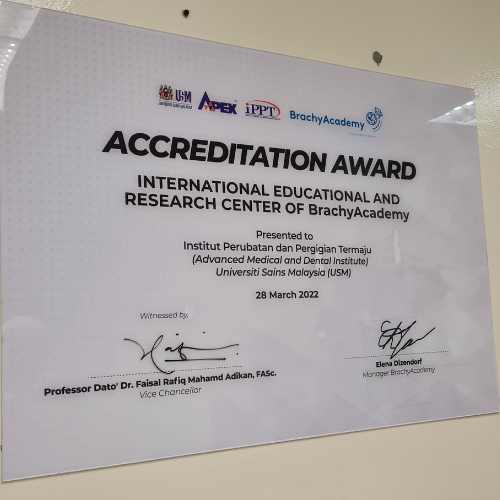 USM APEX iPPT BrachyAcademy
ACCREDITATION AWARD
INTERNATIONAL EDUCATIONAL AND
RESEARCH CENTER OF BrachyAcademy
Presented to
Institut Perubatan dan Pergigian Termaju
(Advanced Medical and Dental Institute)
Universiti Sains Malaysia (USM)
28 March 2022
Witnessed by,
Professor Dato' Dr. Faisal Rafiq Mahamd Adikan, FASc.
Vice Chancellor
Elena Dizendorf
Manager BrachyAcademy